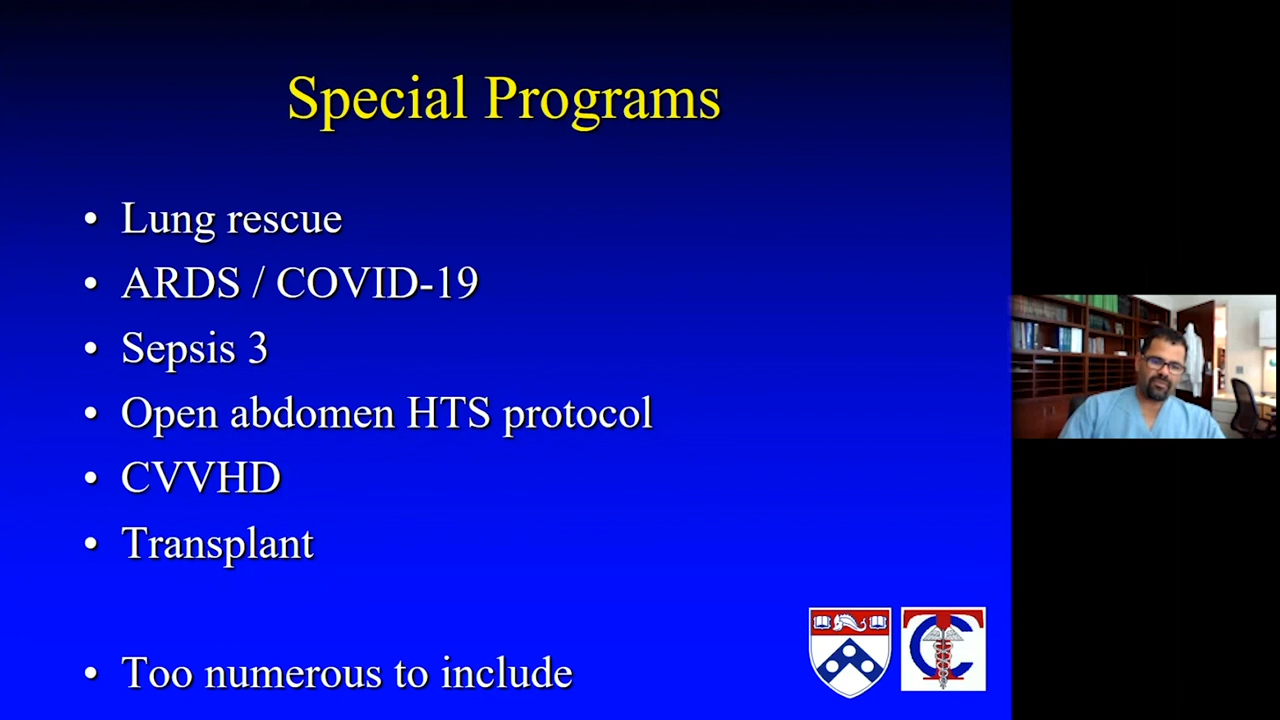 Special Programs
• Lung rescue
• ARDS / COVID-19
• Sepsis 3
• Open abdomen HTS protocol
• CVVHD
• Transplant
• Too numerous to include